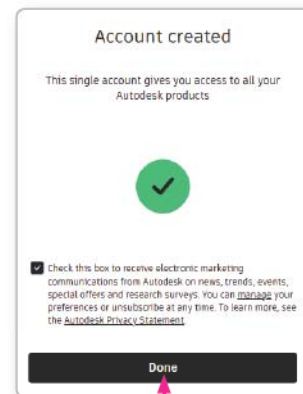 Account created
This single account gives you access to all your
Autodesk products
Check this box to receive electronic marketing
communications from Autodesk on news, trends, events,
special offers and research surveys. You can manage your
preferences or unsubscribe at any time. To learn more, see
the Autodesk Privacy Statement
Done